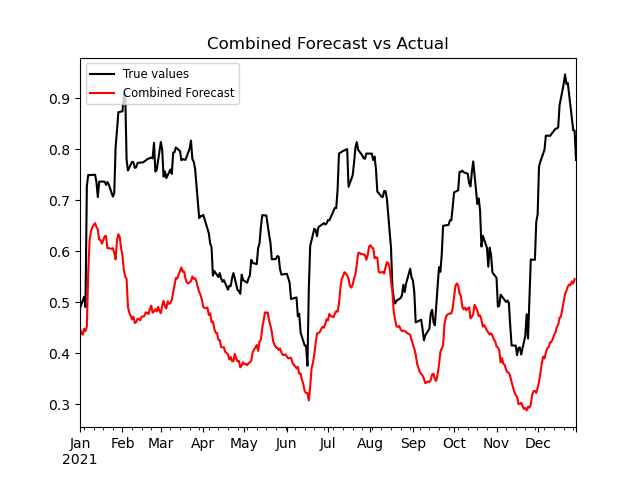 Combined Forecast vs Actual
True values
Combined Forecast
0.9
0.8
0.7
0.6
0.5
0.4
0.3
Jan Feb Mar Apr May Jun Jul Aug Sep Oct Nov Dec
2021